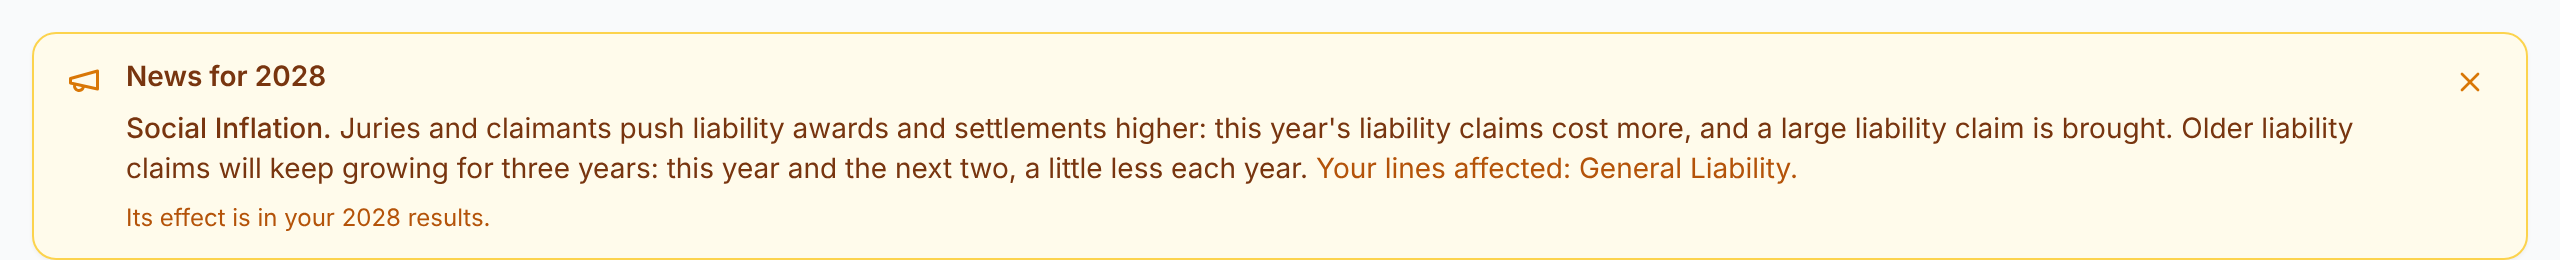 News for 2028
Social Inflation. Juries and claimants push liability awards and settlements higher: this year's liability claims cost more, and a large liability claim is brought. Older liability
claims will keep growing for three years: this year and the next two, a little less each year. Your lines affected: General Liability.
Its effect is in your 2028 results.